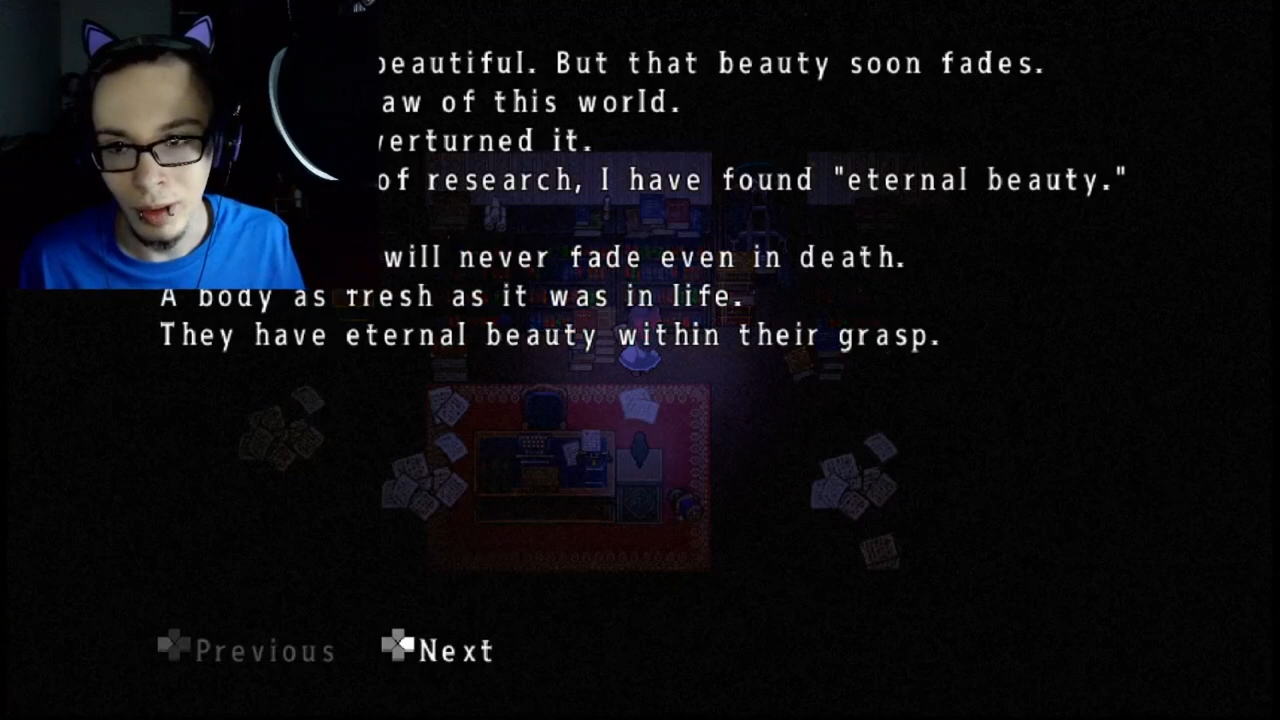 beautiful. But that beauty soon fades.
of this world.
it.
of research, I have found "eternal beauty."
will never fade even in death.
A body as fresh as it was in life.
They have eternal beauty within their grasp.
Previous Next